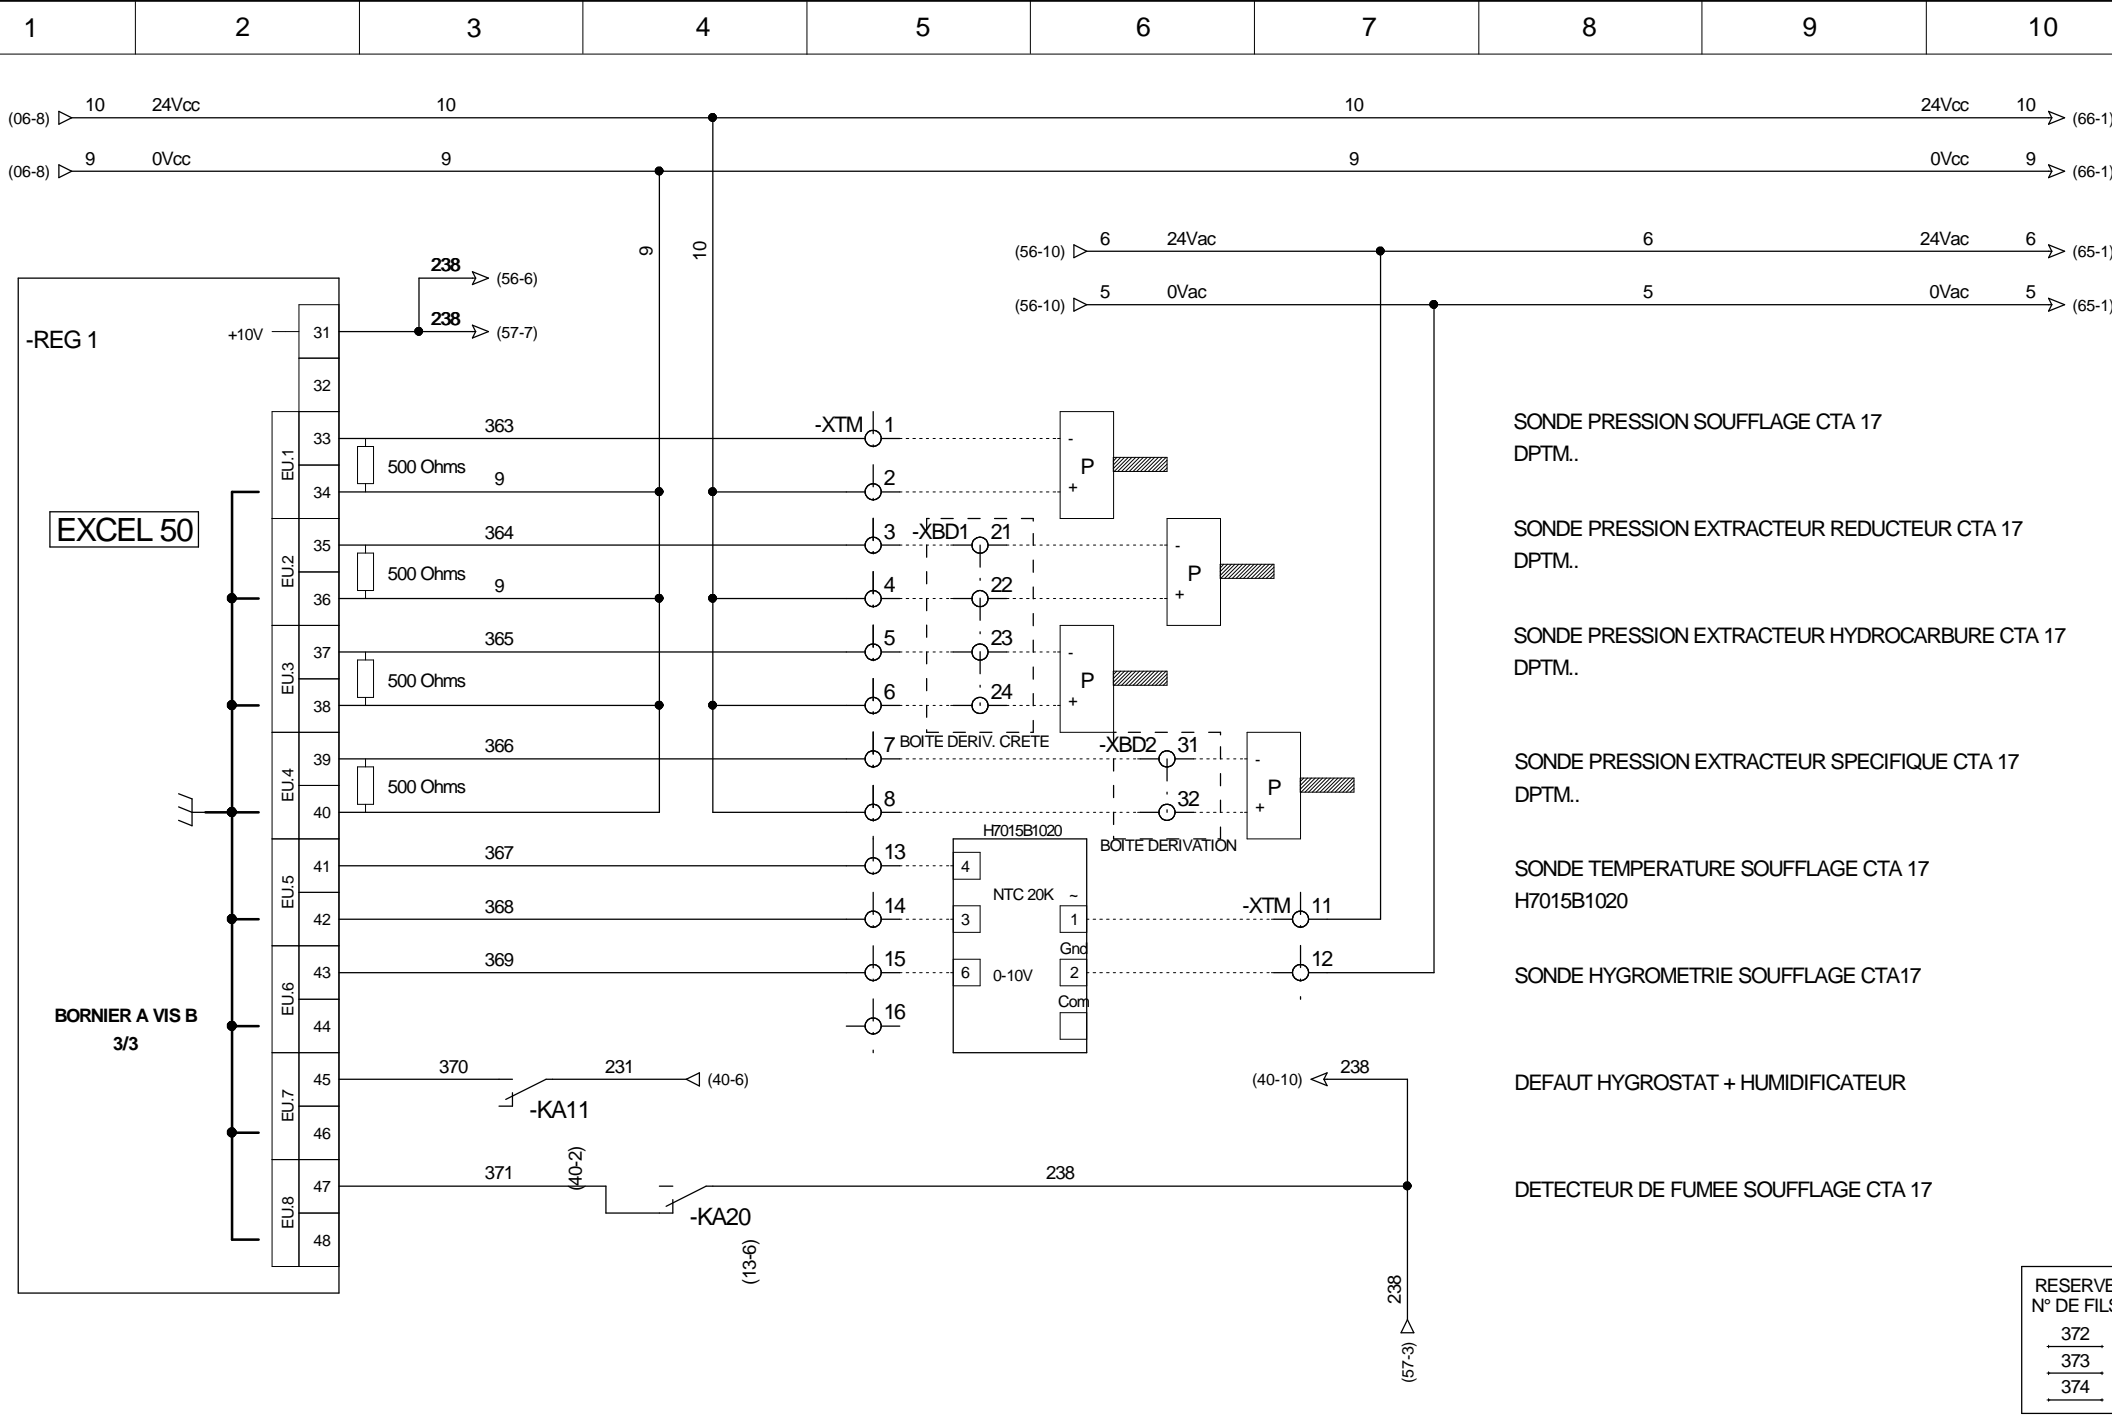 1 2 3 4 5 6 7 8 9 10
(06-8) 10 24Vcc 10 10 24Vcc 10 (66-1)
(06-8) 9 0Vcc 9 9 0Vcc 9 (66-1)
9 10
(56-10) 6 24Vac 6 24Vac 6 (65-1)
(56-10) 5 0Vac 5 0Vac 5 (65-1)
238 (56-6)
-REG 1 +10V 31 238 (57-7)
32
EU.1 33 363 -XTM 1 - SONDE PRESSION SOUFFLAGE CTA 17
500 Ohms P DPTM..
34 9 2 +
EXCEL 50
EU.2 35 364 3 -XBD1 21 - SONDE PRESSION EXTRACTEUR REDUCTEUR CTA 17
500 Ohms P DPTM..
36 9 4 22 +
EU.3 37 365 5 23 - SONDE PRESSION EXTRACTEUR HYDROCARBURE CTA 17
500 Ohms P DPTM..
38 6 24 +
BOITE DERIV. CRETE
EU.4 39 366 7 -XBD2 31 - SONDE PRESSION EXTRACTEUR SPECIFIQUE CTA 17
500 Ohms P DPTM..
40 8 32 +
H7015B1020 BOITE DERIVATION
EU.5 41 367 13 4 SONDE TEMPERATURE SOUFFLAGE CTA 17
NTC 20K ~ H7015B1020
42 368 14 3 1 -XTM 11
Gnd
EU.6 43 369 15 6 0-10V 2 12 SONDE HYGROMETRIE SOUFFLAGE CTA17
Com
BORNIER A VIS B
3/3
44 16
EU.7 45 370 231 (40-6) (40-10) 238 DEFAUT HYGROSTAT + HUMIDIFICATEUR
-KA11
46
(40-2)
EU.8 47 371 238 DETECTEUR DE FUMEE SOUFFLAGE CTA 17
-KA20
48
(13-6)
238
(57-3)
RESERVE
N° DE FILS
372
373
374